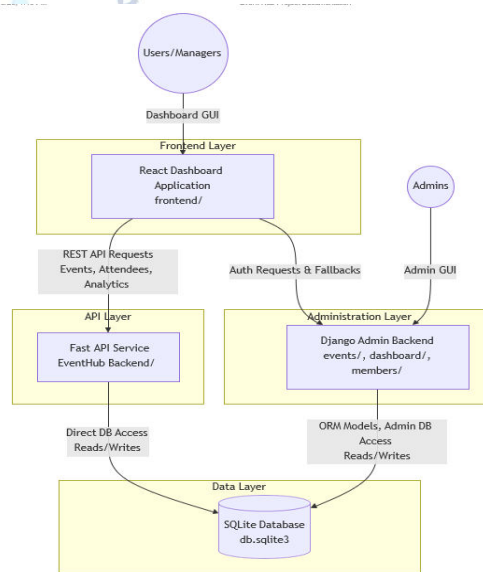 Users/Managers
Dashboard GUI
Frontend Layer
React Dashboard
Application
frontend/
Admins
REST API Requests
Events, Attendees,
Analytics
Auth Requests & Fallbacks
Admin GUI
API Layer
Administration Layer
Fast API Service
EventHub Backend/
Django Admin Backend
events/, dashboard/,
members/
Direct DB Access
Reads/Writes
ORM Models, Admin DB
Access
Reads/Writes
Data Layer
SQLite Database
db.sqlite3